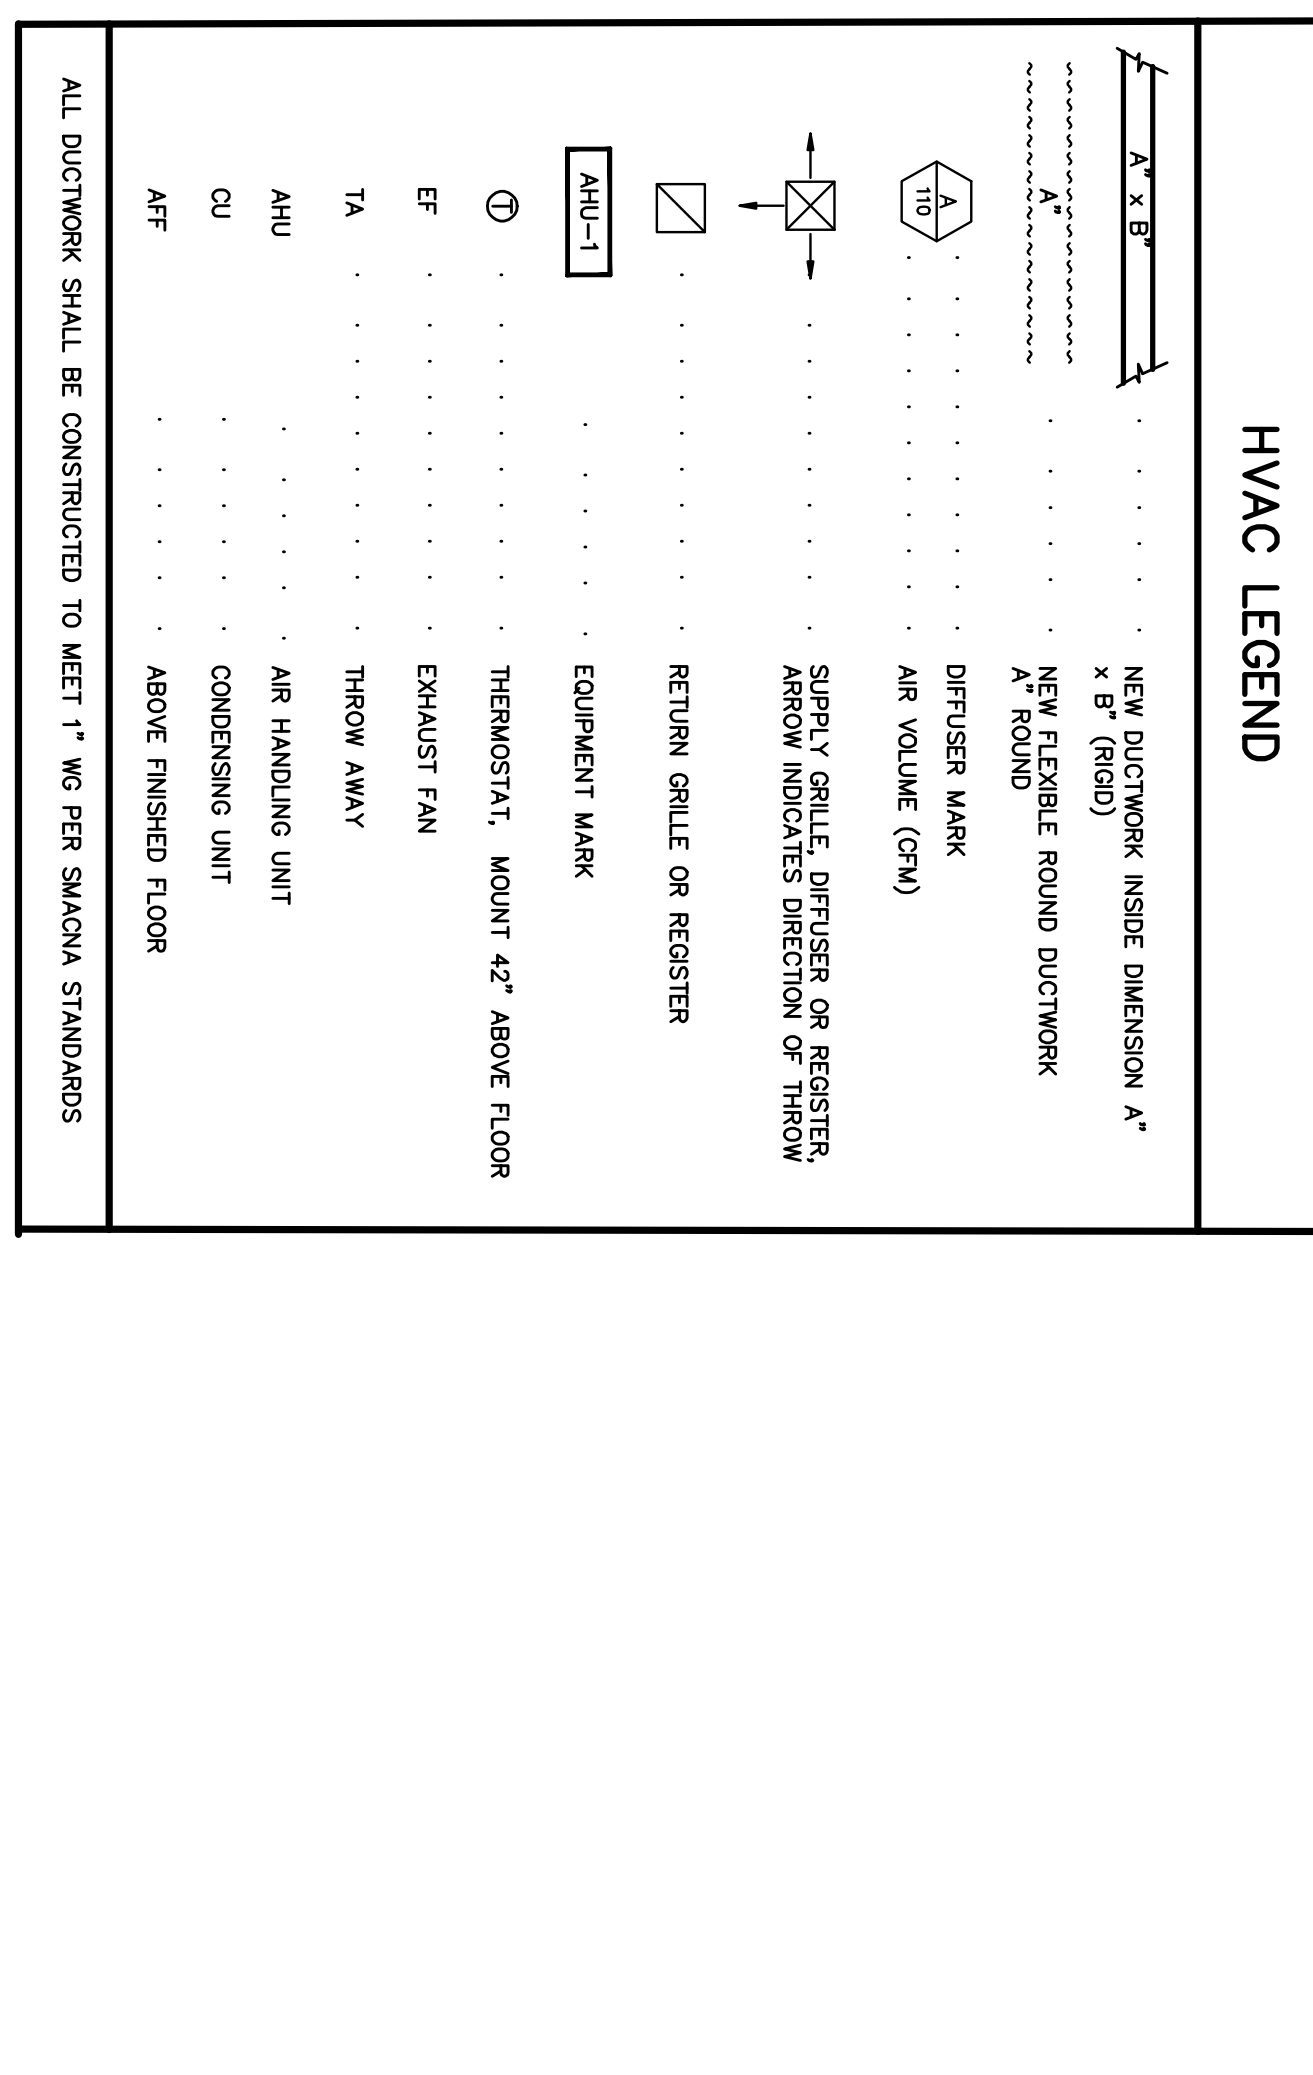 HVAC LEGEND
A" x B" . . . . . . NEW DUCTWORK INSIDE DIMENSION A"
x B" (RIGID)
A" . . . . . . NEW FLEXIBLE ROUND DUCTWORK
A" ROUND
A . . . . . . . . . . . DIFFUSER MARK
110 . . . . . . . . . . . AIR VOLUME (CFM)
. . . . . . . . SUPPLY GRILLE, DIFFUSER OR REGISTER,
ARROW INDICATES DIRECTION OF THROW
. . . . . . . . . RETURN GRILLE OR REGISTER
AHU-1 . . . . . . EQUIPMENT MARK
T . . . . . . . . . THERMOSTAT, MOUNT 42" ABOVE FLOOR
EF . . . . . . . . . EXHAUST FAN
TA . . . . . . . . . THROW AWAY
AHU . . . . . . AIR HANDLING UNIT
CU . . . . . . CONDENSING UNIT
AFF . . . . . . ABOVE FINISHED FLOOR
ALL DUCTWORK SHALL BE CONSTRUCTED TO MEET 1" WG PER SMACNA STANDARDS